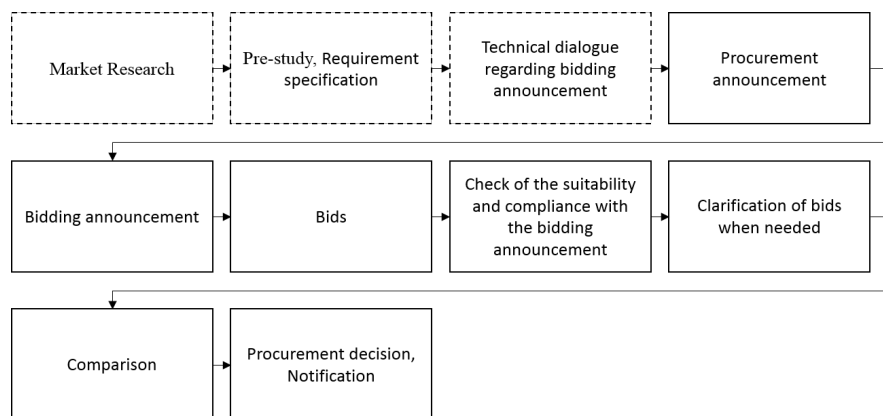 Market Research
Pre-study, Requirement
specification
Technical dialogue
regarding bidding
announcement
Procurement
announcement
Bidding announcement
Bids
Check of the suitability
and compliance with
the bidding
announcement
Clarification of bids
when needed
Comparison
Procurement decision,
Notification